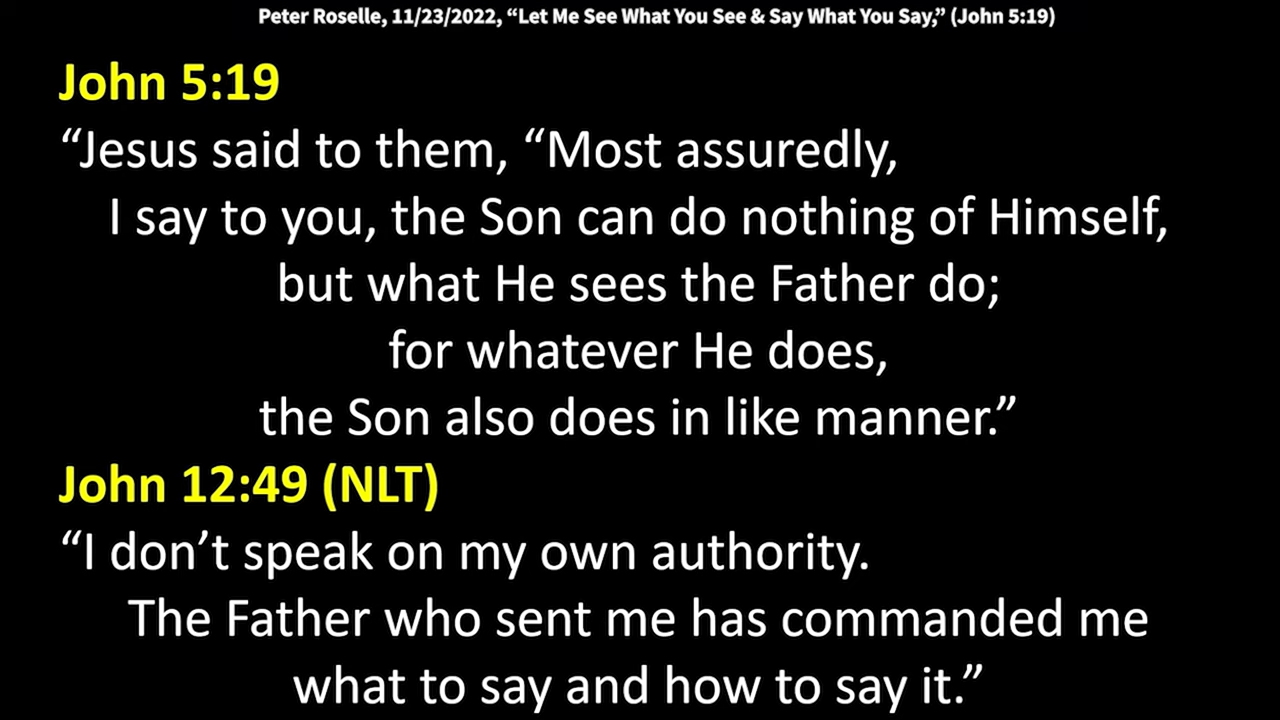 Peter Roselle, 11/23/2022, “Let Me See What You See & Say What You Say,” (John 5:19)
John 5:19
“Jesus said to them, “Most assuredly,
I say to you, the Son can do nothing of Himself,
but what He sees the Father do;
for whatever He does,
the Son also does in like manner.”
John 12:49 (NLT)
“I don’t speak on my own authority.
The Father who sent me has commanded me
what to say and how to say it.”